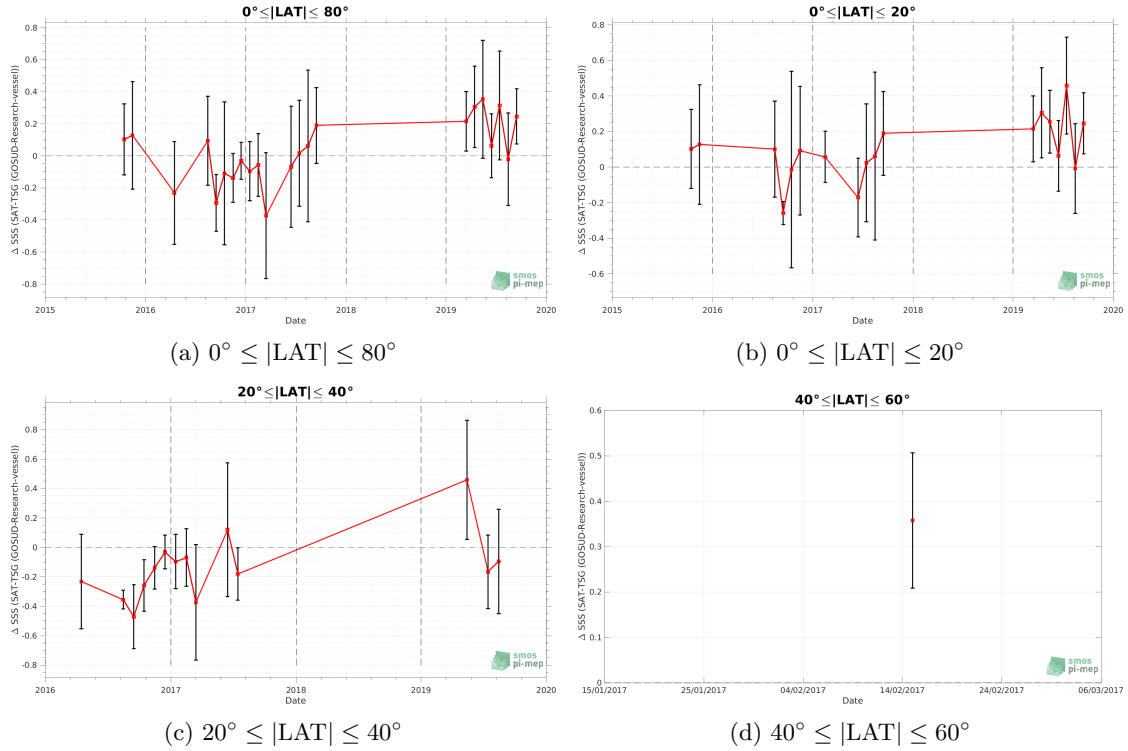 0°≤|LAT|≤ 80°
Δ SSS (SAT-TSG (GOSUD-Research-vessel))
0.8
0.6
0.4
0.2
0
-0.2
-0.4
-0.6
-0.8
2015 2016 2017 2018 2019 2020
Date
smos
pi-mep
(a) 0° ≤ |LAT| ≤ 80°
0°≤|LAT|≤ 20°
Δ SSS (SAT-TSG (GOSUD-Research-vessel))
0.8
0.6
0.4
0.2
0
-0.2
-0.4
-0.6
2015 2016 2017 2018 2019 2020
Date
smos
pi-mep
(b) 0° ≤ |LAT| ≤ 20°
20°≤|LAT|≤ 40°
Δ SSS (SAT-TSG (GOSUD-Research-vessel))
0.8
0.6
0.4
0.2
0
-0.2
-0.4
-0.6
-0.8
2016 2017 2018 2019 2020
Date
smos
pi-mep
(c) 20° ≤ |LAT| ≤ 40°
40°≤|LAT|≤ 60°
Δ SSS (SAT-TSG (GOSUD-Research-vessel))
0.6
0.5
0.4
0.3
0.2
0.1
0
15/01/2017 25/01/2017 04/02/2017 14/02/2017 24/02/2017 06/03/2017
Date
smos
pi-mep
(d) 40° ≤ |LAT| ≤ 60°